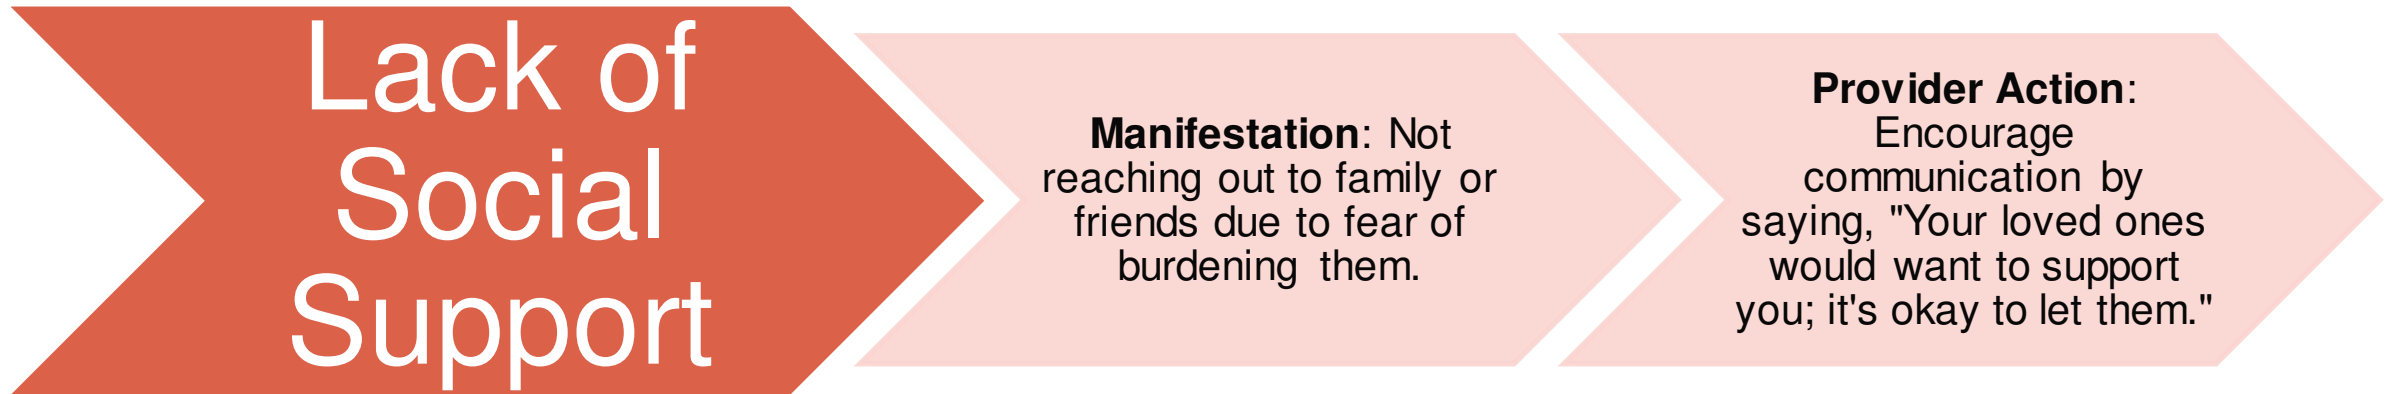 Lack of
Social
Support
Manifestation: Not
reaching out to family or
friends due to fear of
burdening them.
Provider Action:
Encourage
communication by
saying, "Your loved ones
would want to support
you; it's okay to let them."